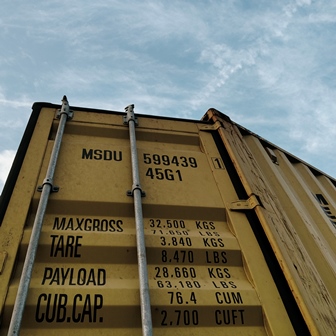 MSDU 599439 1
45G1
MAXGROSS 32.500 KGS
71.650 LBS
TARE 3.840 KGS
8.470 LBS
PAYLOAD 28.660 KGS
63.180 LBS
CUB.CAP. 76.4 CUM
2.700 CUFT